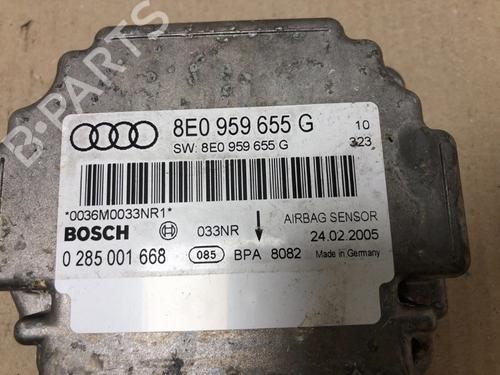 B-PARTS
8E0 959 655 G 10
SW: 8E0 959 655 G 323
*0036M0033NR1*
BOSCH 033NR AIRBAG SENSOR
24.02.2005
0 285 001 668 085 BPA 8082 Made in Germany